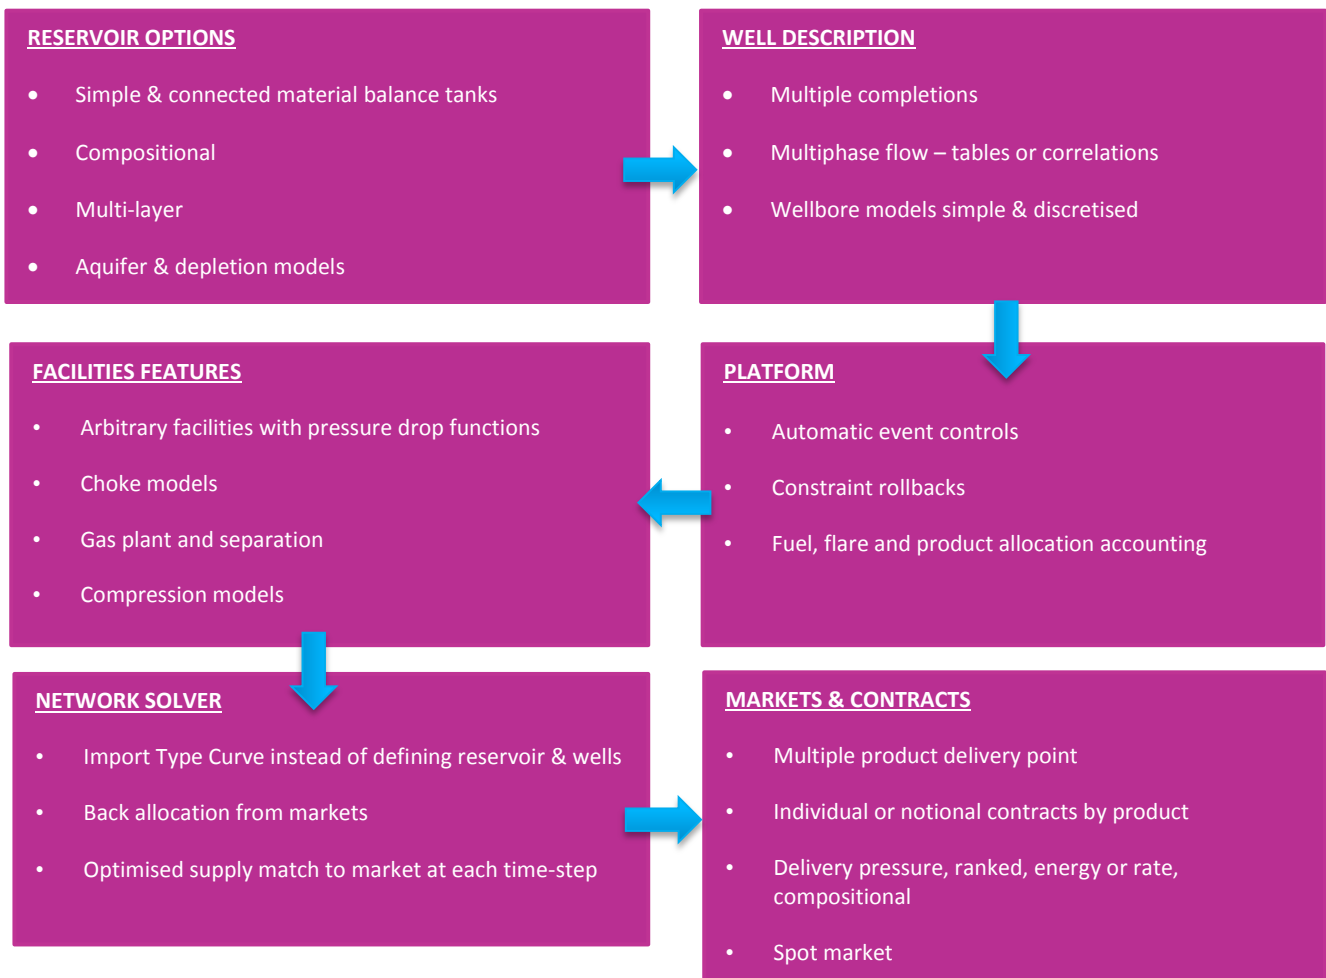 RESERVOIR OPTIONS
• Simple & connected material balance tanks
• Compositional
• Multi-layer
• Aquifer & depletion models
WELL DESCRIPTION
• Multiple completions
• Multiphase flow – tables or correlations
• Wellbore models simple & discretised
PLATFORM
• Automatic event controls
• Constraint rollbacks
• Fuel, flare and product allocation accounting
FACILITIES FEATURES
• Arbitrary facilities with pressure drop functions
• Choke models
• Gas plant and separation
• Compression models
NETWORK SOLVER
• Import Type Curve instead of defining reservoir & wells
• Back allocation from markets
• Optimised supply match to market at each time-step
MARKETS & CONTRACTS
• Multiple product delivery point
• Individual or notional contracts by product
• Delivery pressure, ranked, energy or rate,
compositional
• Spot market